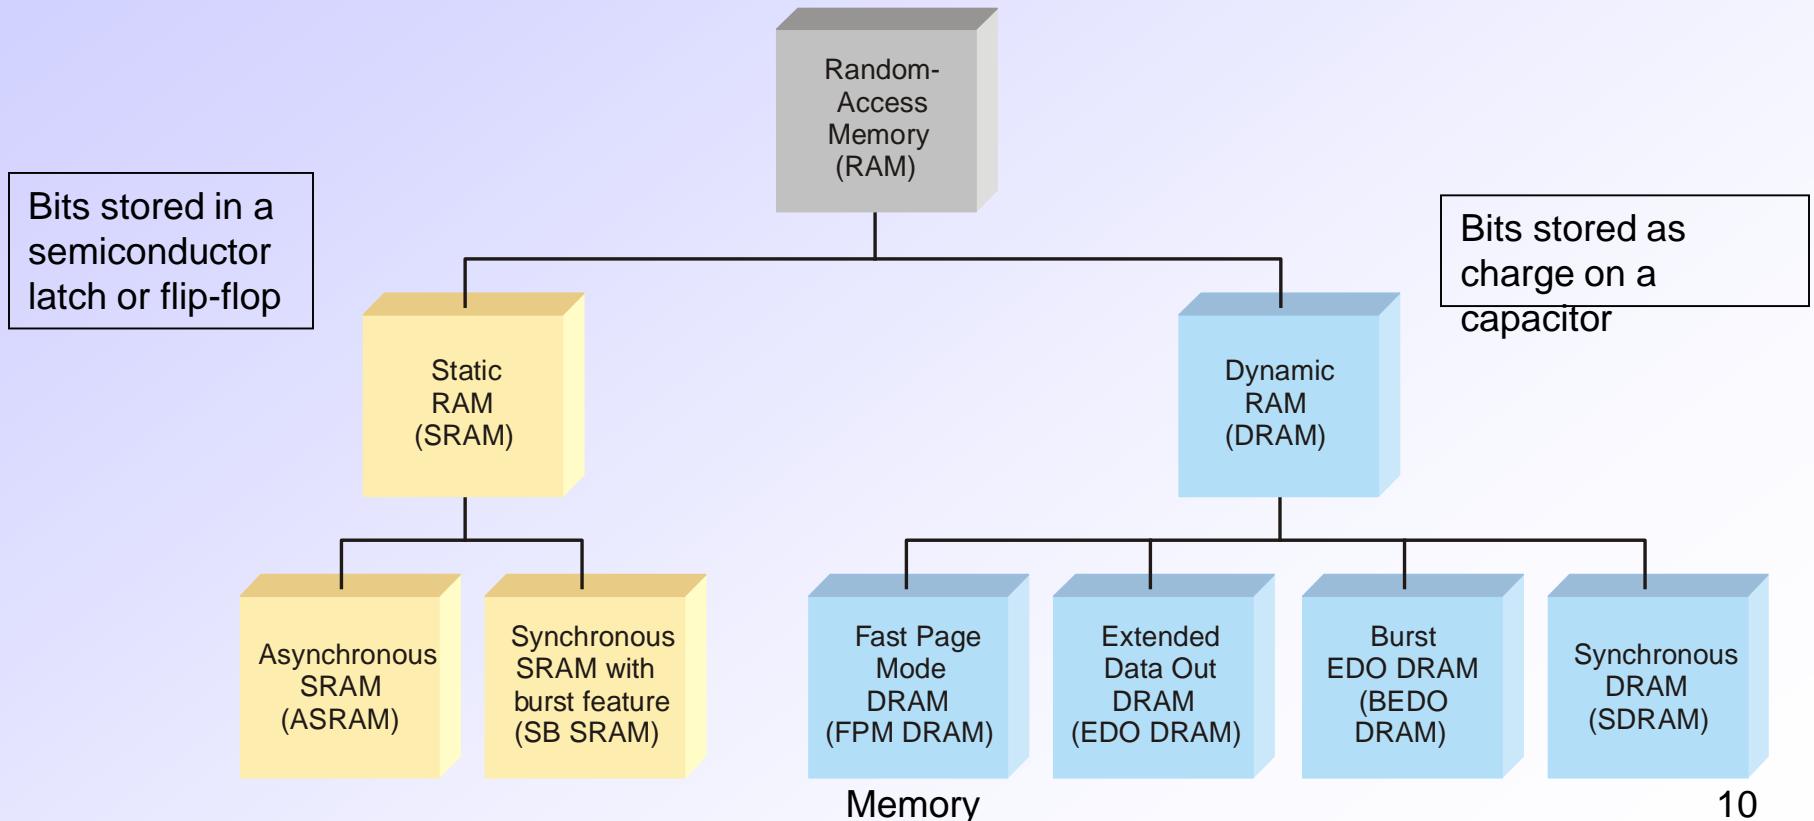 Random-
Access
Memory
(RAM)
Bits stored in a
semiconductor
latch or flip-flop
Bits stored as
charge on a
capacitor
Static
RAM
(SRAM)
Dynamic
RAM
(DRAM)
Asynchronous
SRAM
(ASRAM)
Synchronous
SRAM with
burst feature
(SB SRAM)
Fast Page
Mode
DRAM
(FPM DRAM)
Extended
Data Out
DRAM
(EDO DRAM)
Burst
EDO DRAM
(BEDO
DRAM)
Synchronous
DRAM
(SDRAM)
Memory
10